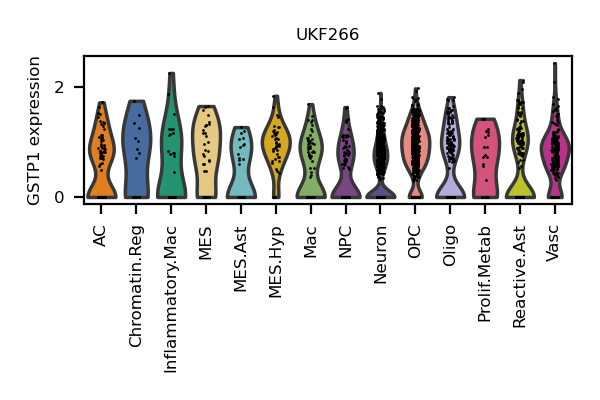 UKF266
GSTP1 expression
2
0
AC
Chromatin.Reg
Inflammatory.Mac
MES
MES.Ast
MES.Hyp
Mac
NPC
Neuron
OPC
Oligo
Prolif.Metab
Reactive.Ast
Vasc